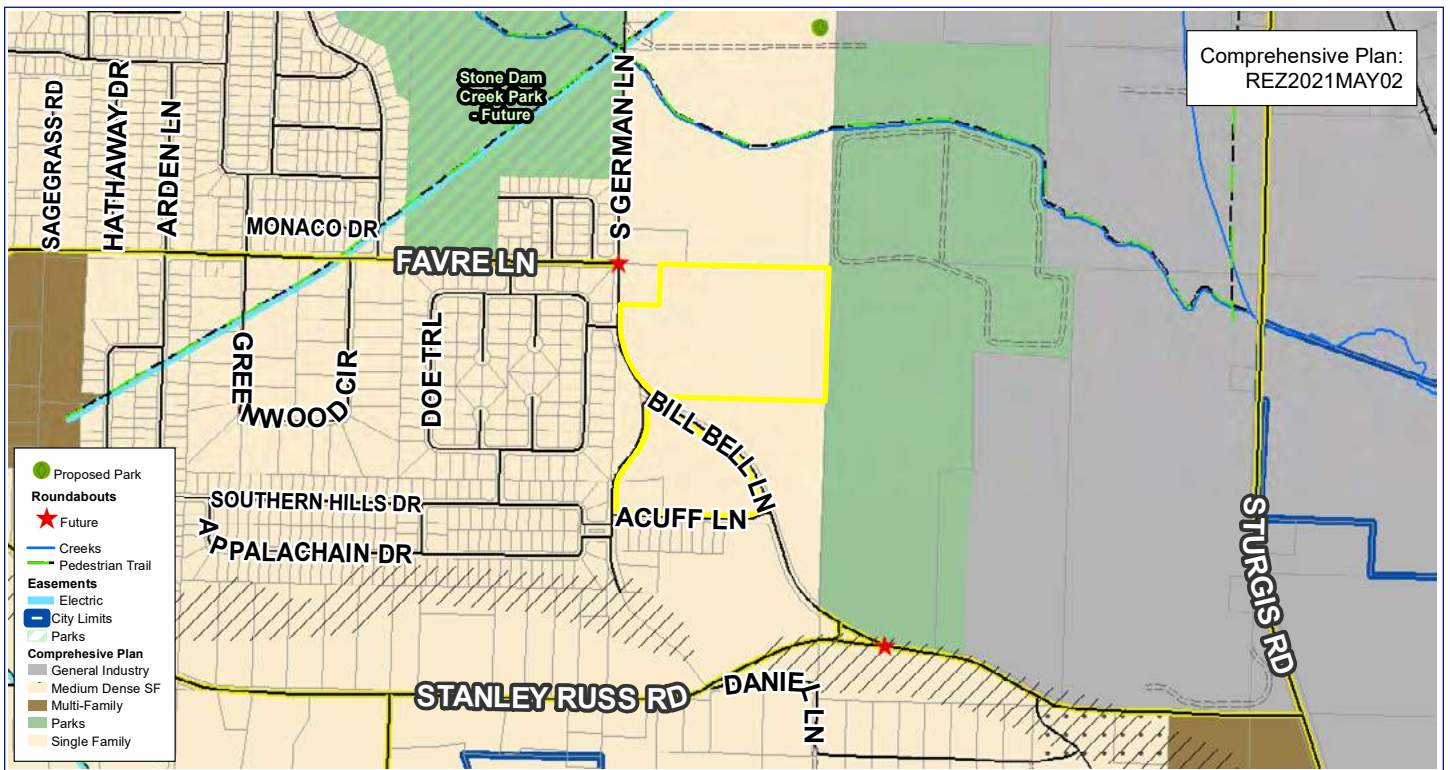 Comprehensive Plan:
REZ2021MAY02
Stone Dam
Creek Park
- Future
SAGEGRASS RD
HATHAWAY DR
ARDEN LN
S GERMAN LN
MONACO DR
FAVRE LN
GREENWOOD CIR
DOE TRL
BILL BELL LN
SOUTHERN HILLS DR
ACUFF LN
APPALACHAIN DR
STURGIS RD
STANLEY RUSS RD
DANIEL LN
Proposed Park
Roundabouts
Future
Creeks
Pedestrian Trail
Easements
Electric
City Limits
Parks
Comprehesive Plan
General Industry
Medium Dense SF
Multi-Family
Parks
Single Family